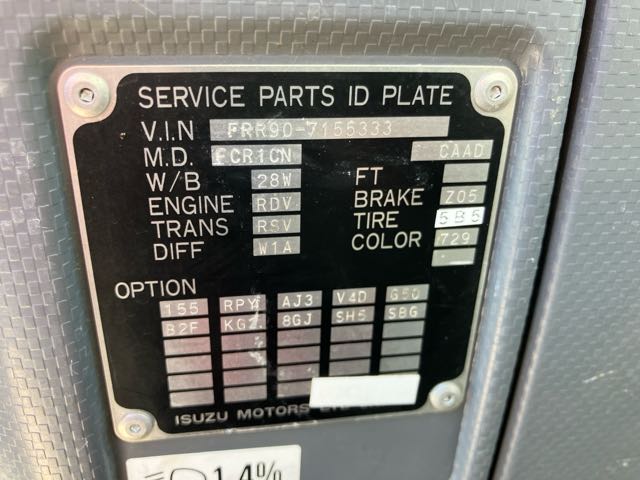 SERVICE PARTS ID PLATE
V.I.N FRR90-7155333
M.D. FCR1CN CAAD
W/B 28W FT
ENGINE RDV BRAKE Z05
TRANS RSV TIRE 5B5
DIFF W1A COLOR 729
OPTION
155 RPY AJ3 V4D G50
B2F KGZ 8GJ SH5 SBG
ISUZU MOTORS
14%